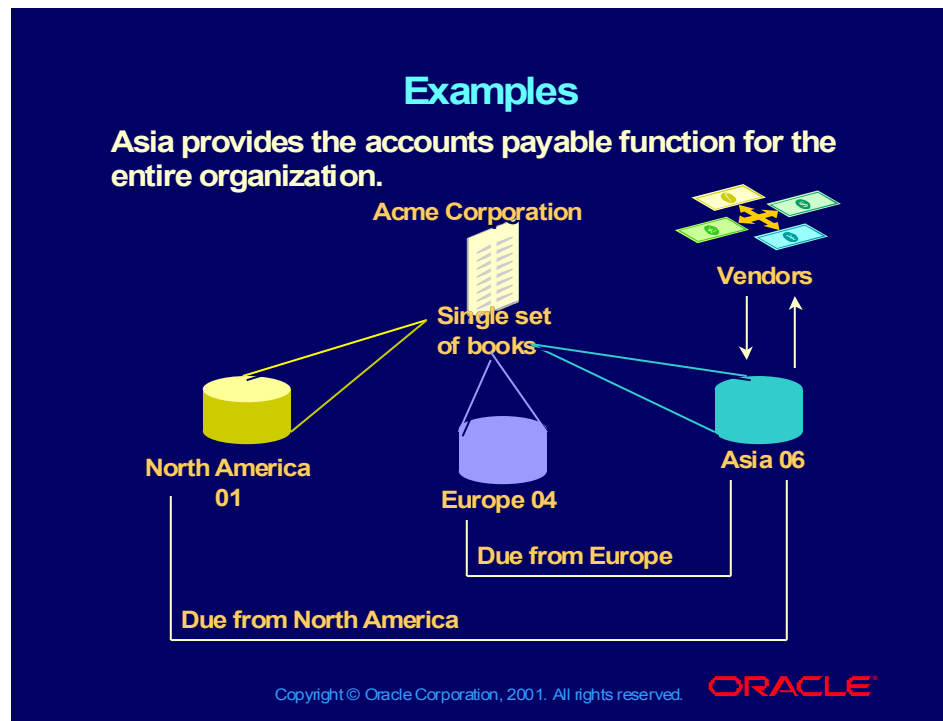 Examples
Asia provides the accounts payable function for the
entire organization.
Acme Corporation
Vendors
Single set
of books
North America
01
Europe 04
Asia 06
Due from Europe
Due from North America
Copyright © Oracle Corporation, 2001. All rights reserved.
ORACLE®